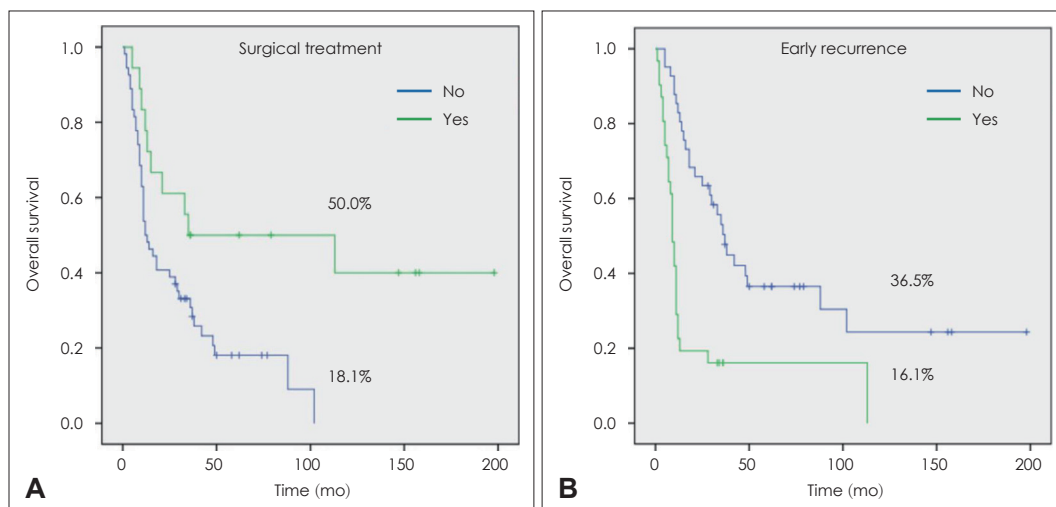 Surgical treatment
No
Yes
1.0
0.8
0.6
0.4
0.2
0.0
Overall survival
50.0%
18.1%
0
50
100
150
200
Time (mo)
A
Early recurrence
No
Yes
1.0
0.8
0.6
0.4
0.2
0.0
Overall survival
36.5%
16.1%
0
50
100
150
200
Time (mo)
B